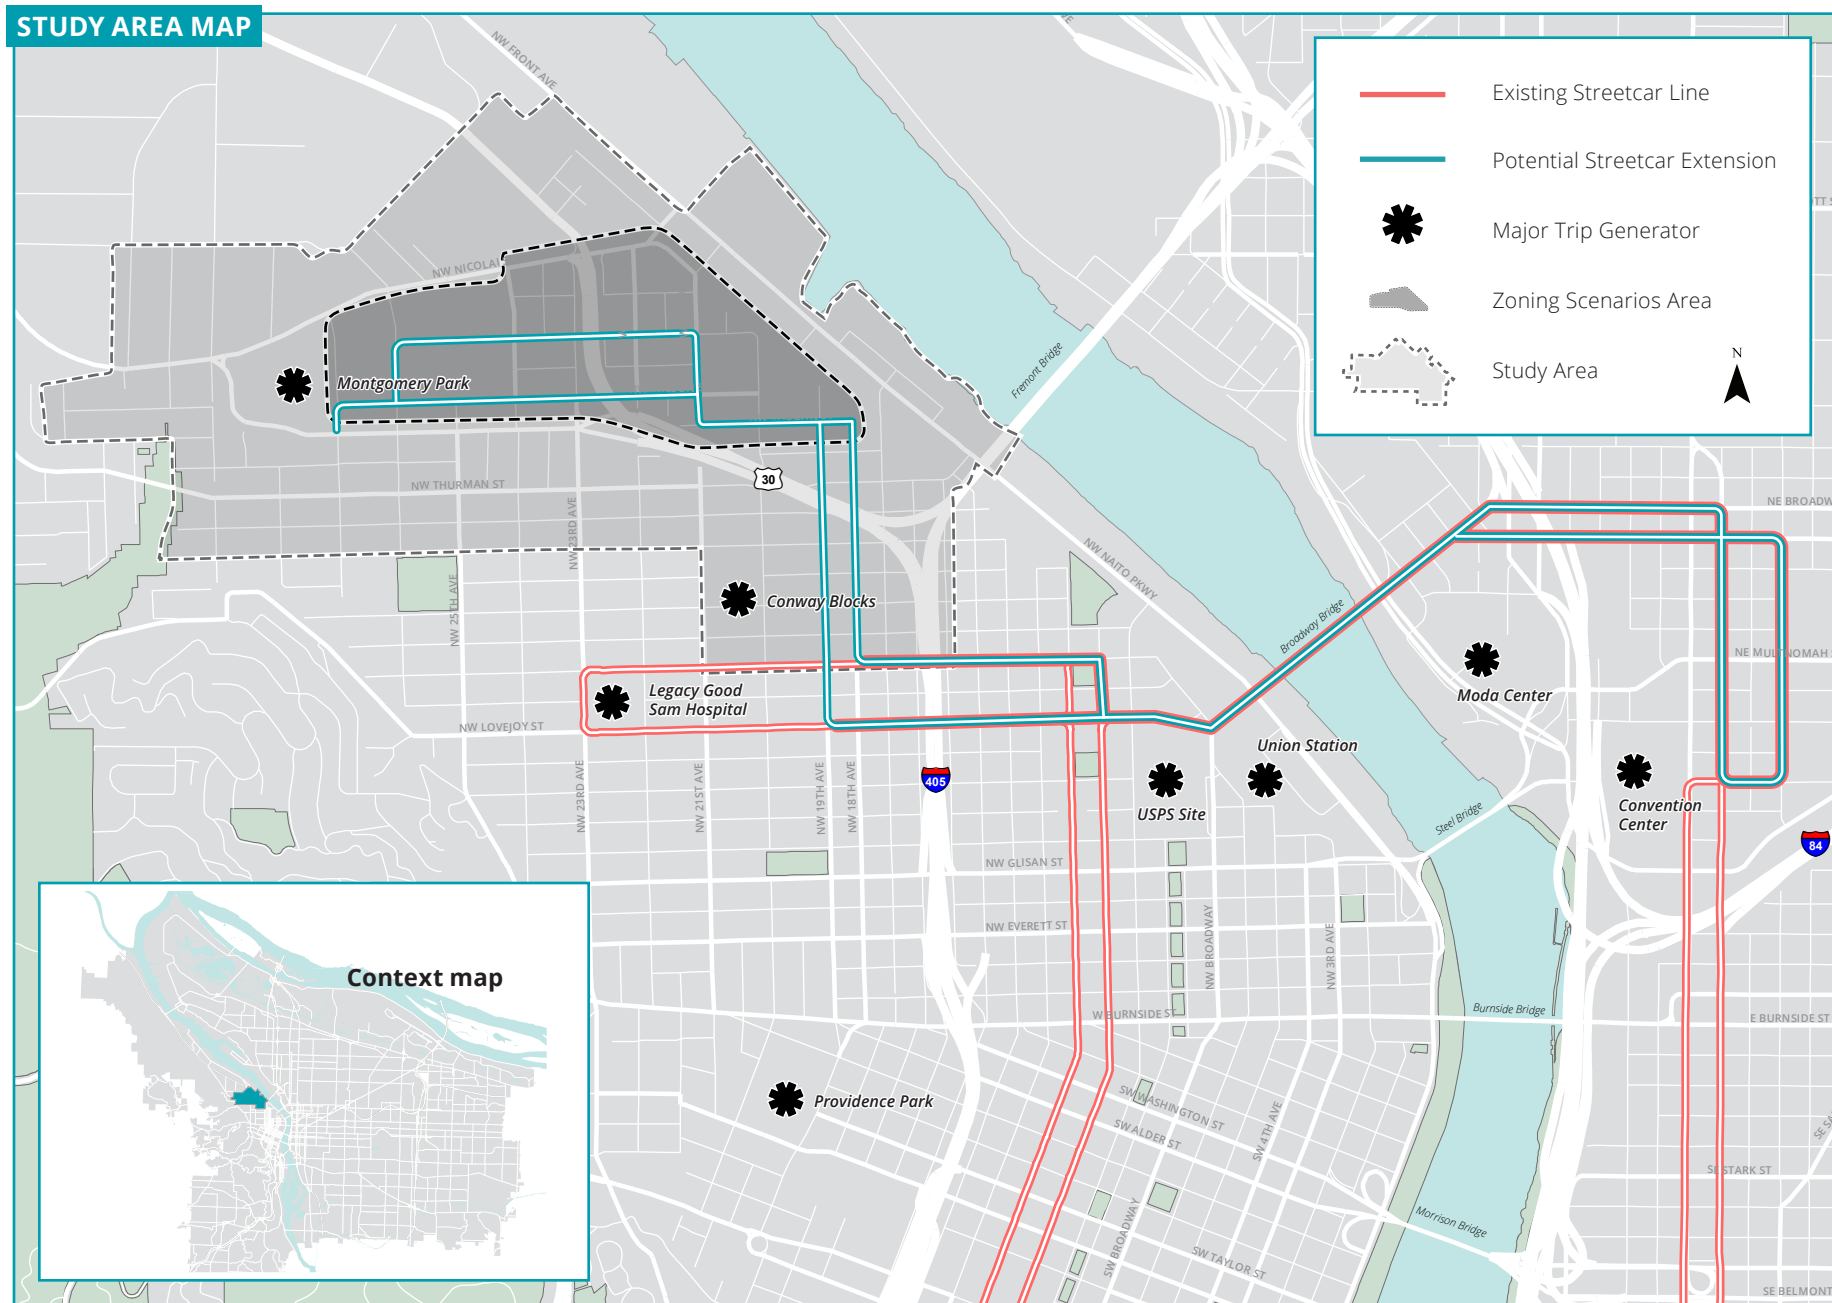 STUDY AREA MAP
Existing Streetcar Line
Potential Streetcar Extension
Major Trip Generator
Zoning Scenarios Area
Study Area
N
NW FRONT AVE
NW NICOLAI
Fremont Bridge
Montgomery Park
30
NW THURMAN ST
NW 23RD AVE
NW 25TH AVE
NE BROADW
NW NAITO PKWY
Conway Blocks
Broadway Bridge
NE MULTNOMAH S
Moda Center
Legacy Good
Sam Hospital
NW LOVEJOY ST
Union Station
USPS Site
405
NW 23RD AVE
NW 21ST AVE
NW 19TH AVE
NW 18TH AVE
Steel Bridge
Convention
Center
84
NW GLISAN ST
NW EVERETT ST
NW BROADWAY
NW 3RD AVE
W BURNSIDE ST
Burnside Bridge
E BURNSIDE ST
Context map
Providence Park
SW WASHINGTON ST
SW ALDER ST
SW 4TH AVE
SE STARK ST
SW BROADWAY
Morrison Bridge
SW TAYLOR ST
SE BELMONT